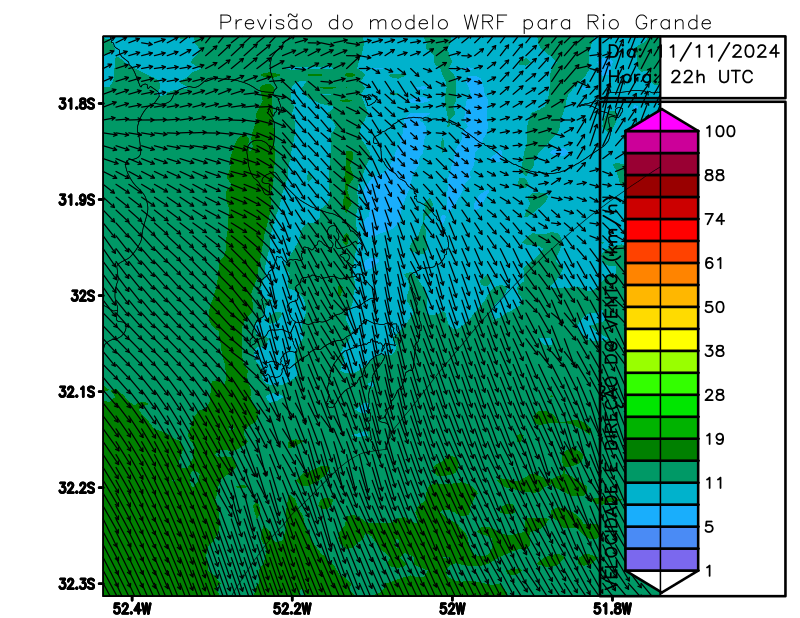 Previsão do modelo WRF para Rio Grande
Dia: 11/11/2024
Hora: 22h UTC
31.8S
31.9S
32S
32.1S
32.2S
32.3S
52.4W
52.2W
52W
51.8W
VELOCIDADE E DIREÇÃO DO VENTO (km/h)
100
88
74
61
50
38
28
19
11
5
1